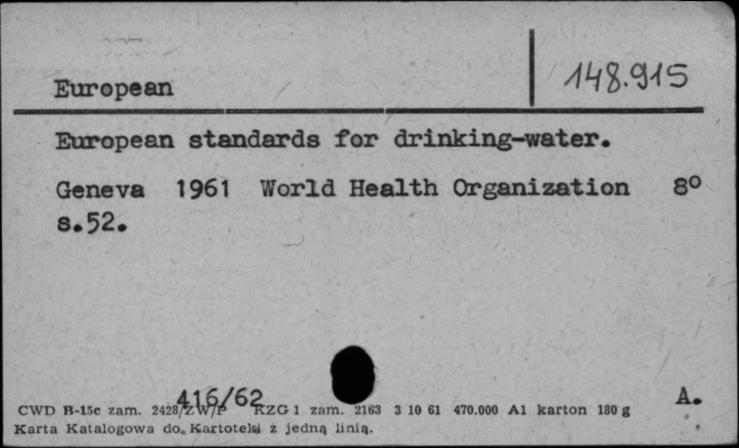 European
148.915
European standards for drinking-water.
Geneva 1961 World Health Organization 8°
s.52.
416/62
A.
CWD B-15c zam. 2428/ZW/P KZG 1 zam. 2163 3 10 61 470.000 A1 karton 180 g
Karta Katalogowa do Kartoteki z jedną linią.